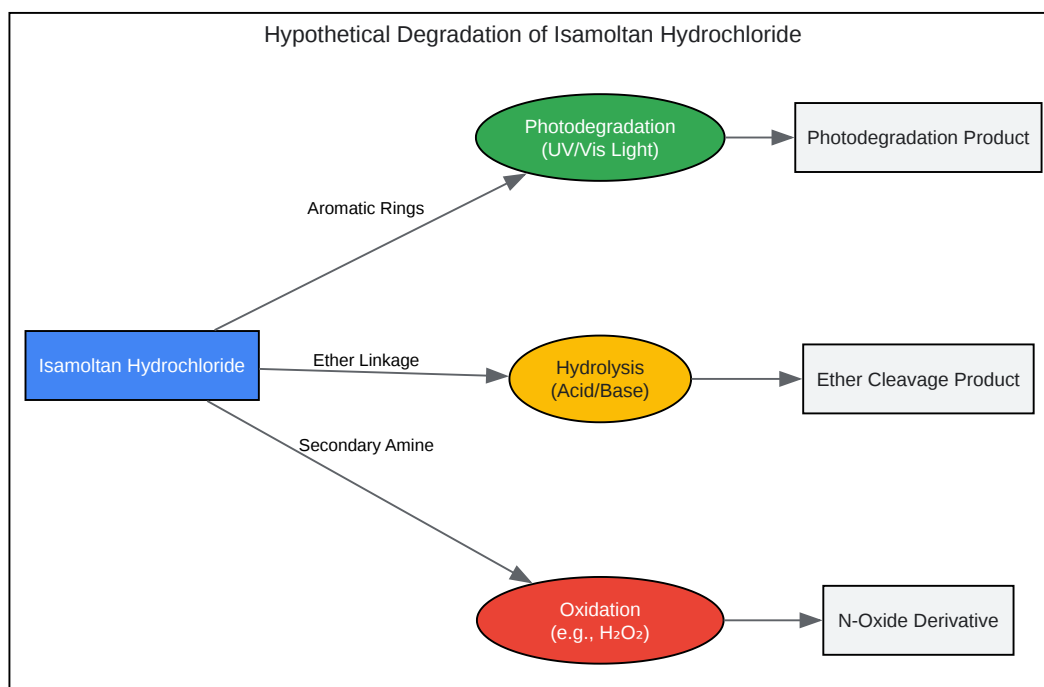 Hypothetical Degradation of Isamoltan Hydrochloride
Photodegradation
(UV/Vis Light)
Photodegradation Product
Aromatic Rings
Isamoltan Hydrochloride
Ether Linkage
Hydrolysis
(Acid/Base)
Ether Cleavage Product
Secondary Amine
Oxidation
(e.g., H₂O₂)
N-Oxide Derivative